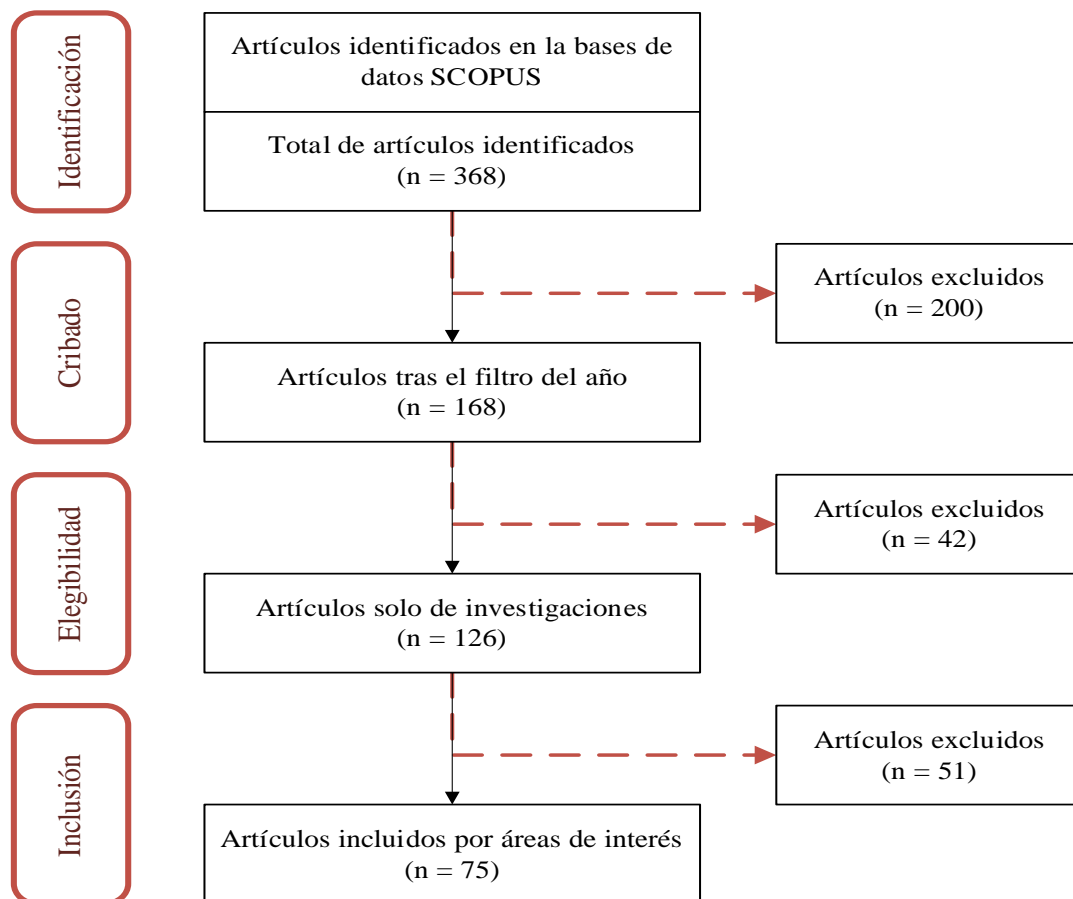 Identificación
Artículos identificados en la bases de
datos SCOPUS
Total de artículos identificados
(n = 368)
Cribado
Artículos excluidos
(n = 200)
Artículos tras el filtro del año
(n = 168)
Elegibilidad
Artículos excluidos
(n = 42)
Artículos solo de investigaciones
(n = 126)
Inclusión
Artículos excluidos
(n = 51)
Artículos incluidos por áreas de interés
(n = 75)